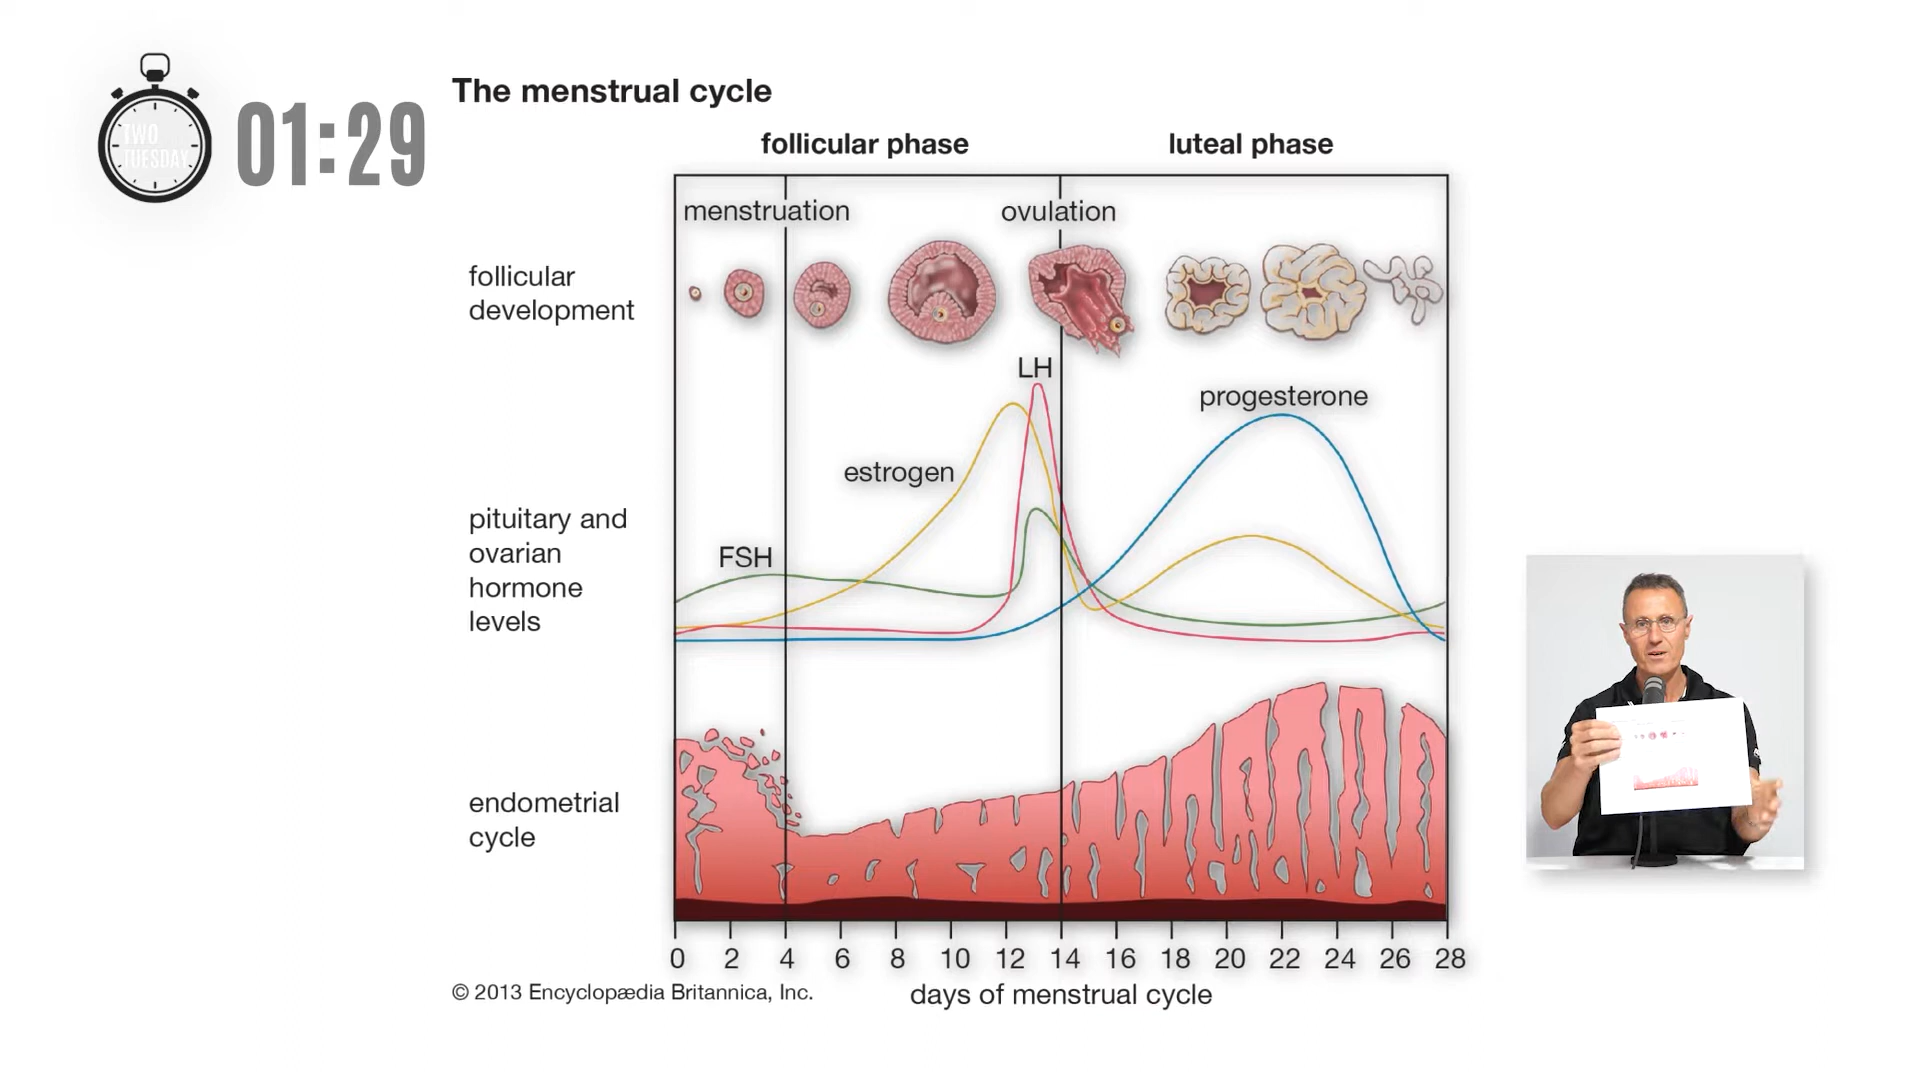 TWO
TUESDAY
01:29
The menstrual cycle
follicular phase
luteal phase
menstruation
ovulation
follicular
development
LH
progesterone
estrogen
pituitary and
ovarian
hormone
levels
FSH
endometrial
cycle
0 2 4 6 8 10 12 14 16 18 20 22 24 26 28
© 2013 Encyclopædia Britannica, Inc.
days of menstrual cycle